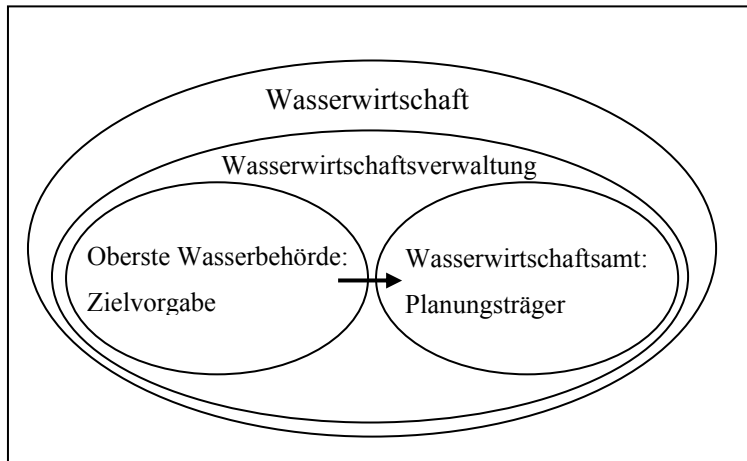 Wasserwirtschaft
Wasserwirtschaftsverwaltung
Oberste Wasserbehörde:
Zielvorgabe
Wasserwirtschaftsamt:
Planungsträger